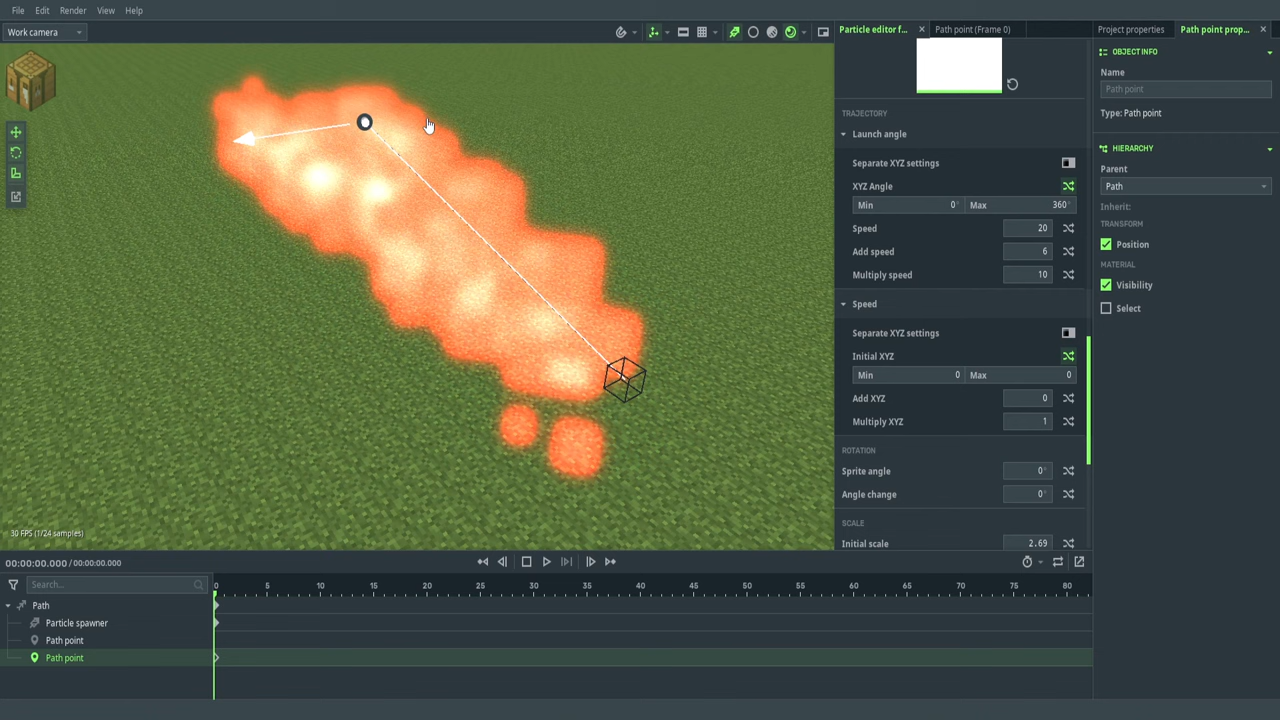 File Edit Render View Help
Work camera
Particle editor f...
Path point (Frame 0)
Project properties
Path point prop...
OBJECT INFO
Name
Path point
Type: Path point
HIERARCHY
Parent
Path
Inherit:
TRANSFORM
Position
MATERIAL
Visibility
Select
TRAJECTORY
Launch angle
Separate XYZ settings
XYZ Angle
Min 0° Max 360°
Speed 20
Add speed 6
Multiply speed 10
Speed
Separate XYZ settings
Initial XYZ
Min 0 Max 0
Add XYZ 0
Multiply XYZ 1
ROTATION
Sprite angle 0°
Angle change 0°
SCALE
Initial scale 2.69
30 FPS (1/24 samples)
00:00:00.000 / 00:00:00.000
Search...
0 5 10 15 20 25 30 35 40 45 50 55 60 65 70 75 80
Path
Particle spawner
Path point
Path point